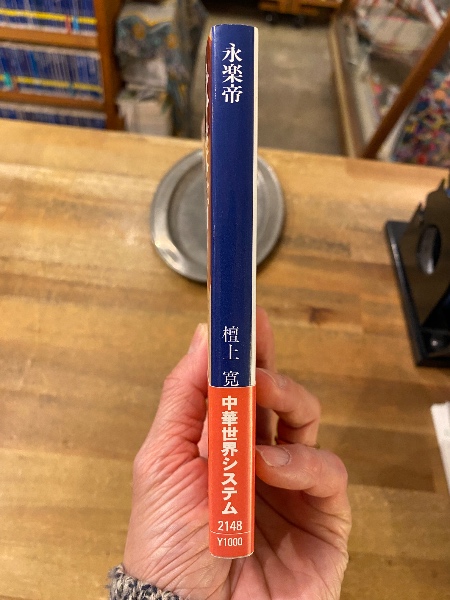 永楽帝
檀上 寛
中華世界システム
2148
¥1000